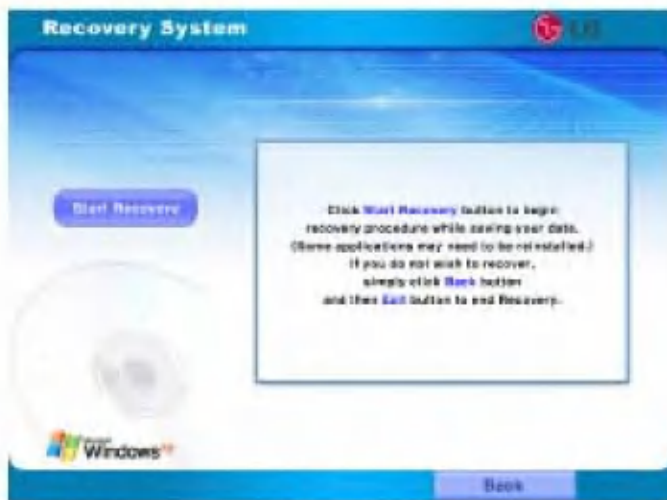 Recovery System
LG
Start Recovery
Click Start Recovery button to begin
recovery procedure while saving your data.
(Some applications may need to be reinstalled.)
If you do not wish to recover,
simply click Back button
and then Exit button to end Recovery.
Microsoft
Windows xp
Back